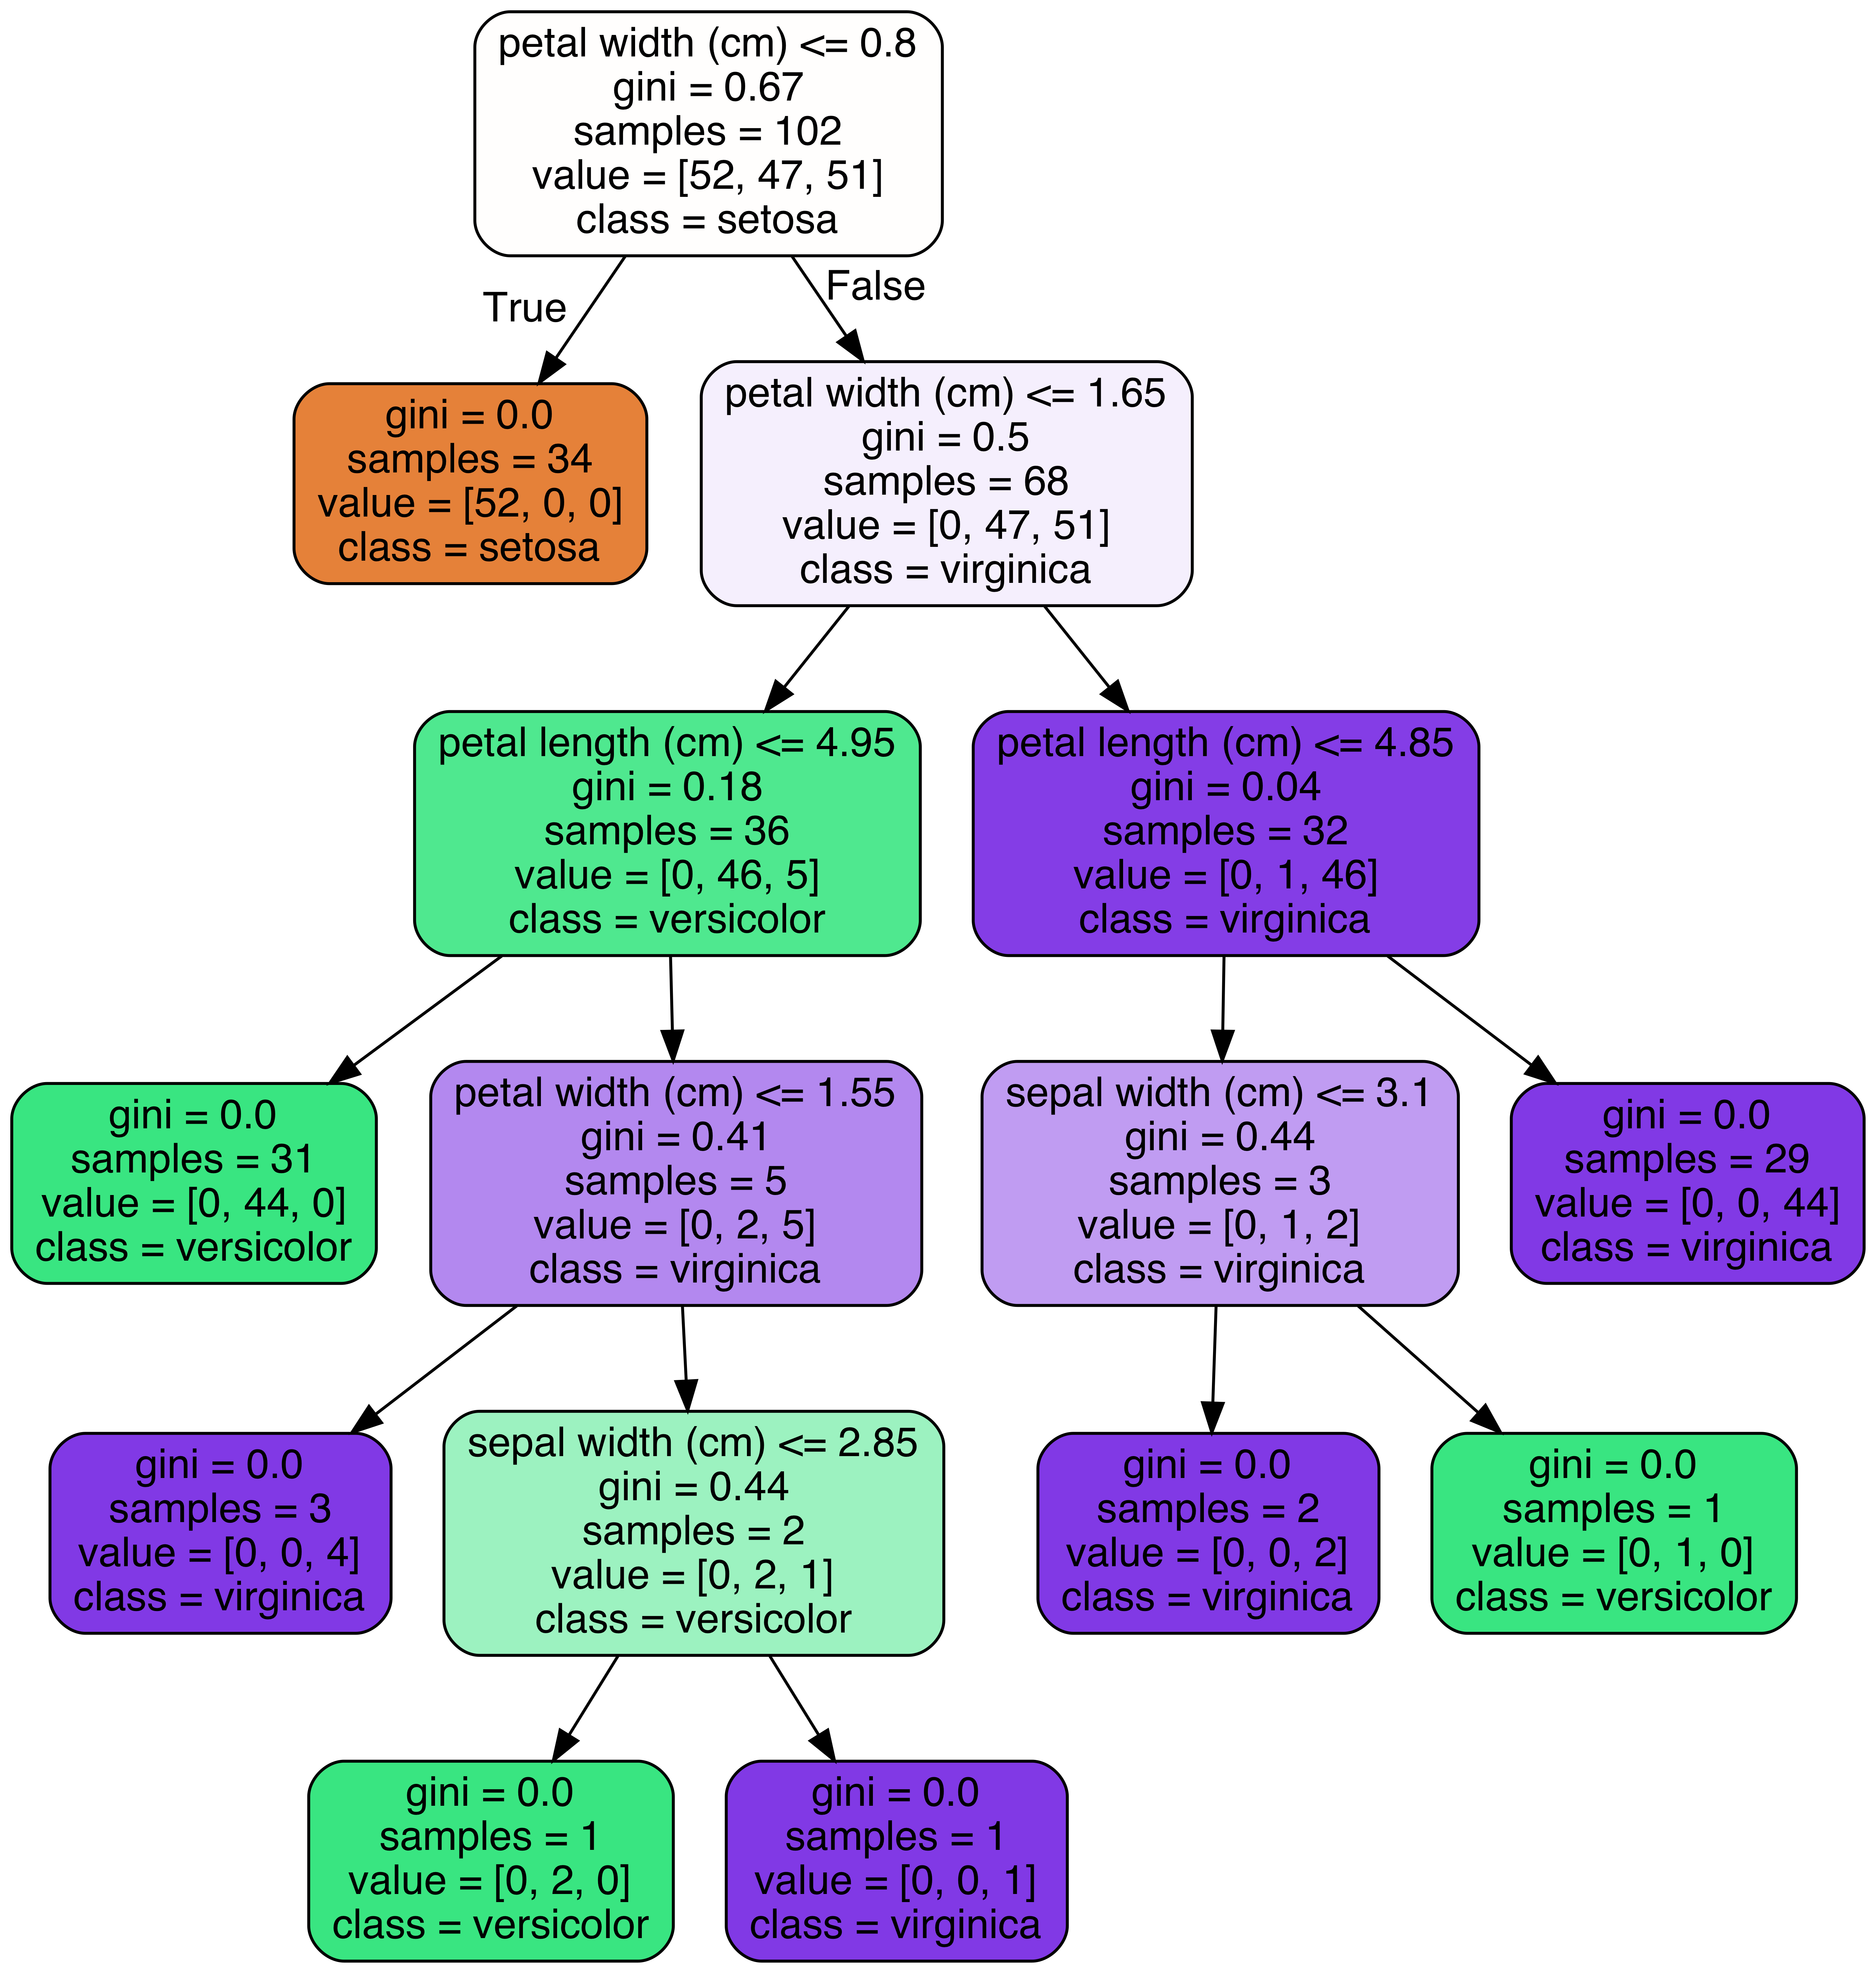 petal width (cm) <= 0.8
gini = 0.67
samples = 102
value = [52, 47, 51]
class = setosa
True
False
gini = 0.0
samples = 34
value = [52, 0, 0]
class = setosa
petal width (cm) <= 1.65
gini = 0.5
samples = 68
value = [0, 47, 51]
class = virginica
petal length (cm) <= 4.95
gini = 0.18
samples = 36
value = [0, 46, 5]
class = versicolor
petal length (cm) <= 4.85
gini = 0.04
samples = 32
value = [0, 1, 46]
class = virginica
gini = 0.0
samples = 31
value = [0, 44, 0]
class = versicolor
petal width (cm) <= 1.55
gini = 0.41
samples = 5
value = [0, 2, 5]
class = virginica
sepal width (cm) <= 3.1
gini = 0.44
samples = 3
value = [0, 1, 2]
class = virginica
gini = 0.0
samples = 29
value = [0, 0, 44]
class = virginica
gini = 0.0
samples = 3
value = [0, 0, 4]
class = virginica
sepal width (cm) <= 2.85
gini = 0.44
samples = 2
value = [0, 2, 1]
class = versicolor
gini = 0.0
samples = 2
value = [0, 0, 2]
class = virginica
gini = 0.0
samples = 1
value = [0, 1, 0]
class = versicolor
gini = 0.0
samples = 1
value = [0, 2, 0]
class = versicolor
gini = 0.0
samples = 1
value = [0, 0, 1]
class = virginica